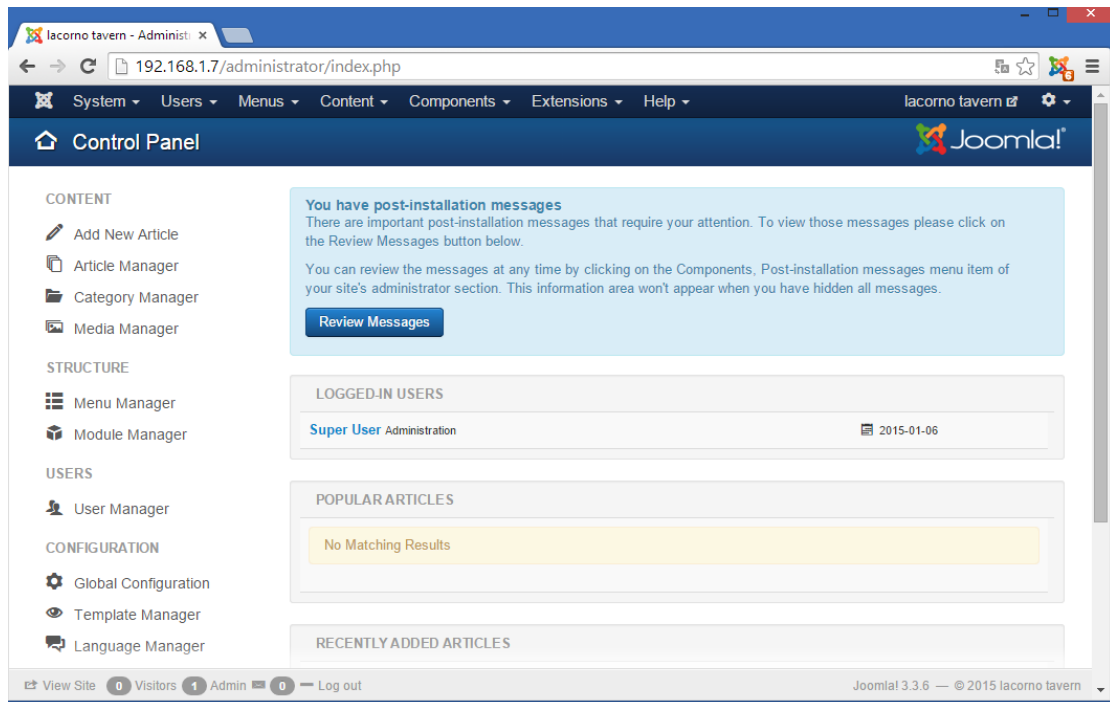 Iacorno tavern - Administ
192.168.1.7/administrator/index.php
6
System Users Menus Content Components Extensions Help Iacorno tavern
Control Panel Joomla!
CONTENT
Add New Article
Article Manager
Category Manager
Media Manager
STRUCTURE
Menu Manager
Module Manager
USERS
User Manager
CONFIGURATION
Global Configuration
Template Manager
Language Manager
You have post-installation messages
There are important post-installation messages that require your attention. To view those messages please click on
the Review Messages button below.
You can review the messages at any time by clicking on the Components, Post-installation messages menu item of
your site's administrator section. This information area won't appear when you have hidden all messages.
Review Messages
LOGGED-IN USERS
Super User Administration 2015-01-06
POPULAR ARTICLES
No Matching Results
RECENTLY ADDED ARTICLES
View Site 0 Visitors 1 Admin 0 Log out Joomla! 3.3.6 — © 2015 Iacorno tavern